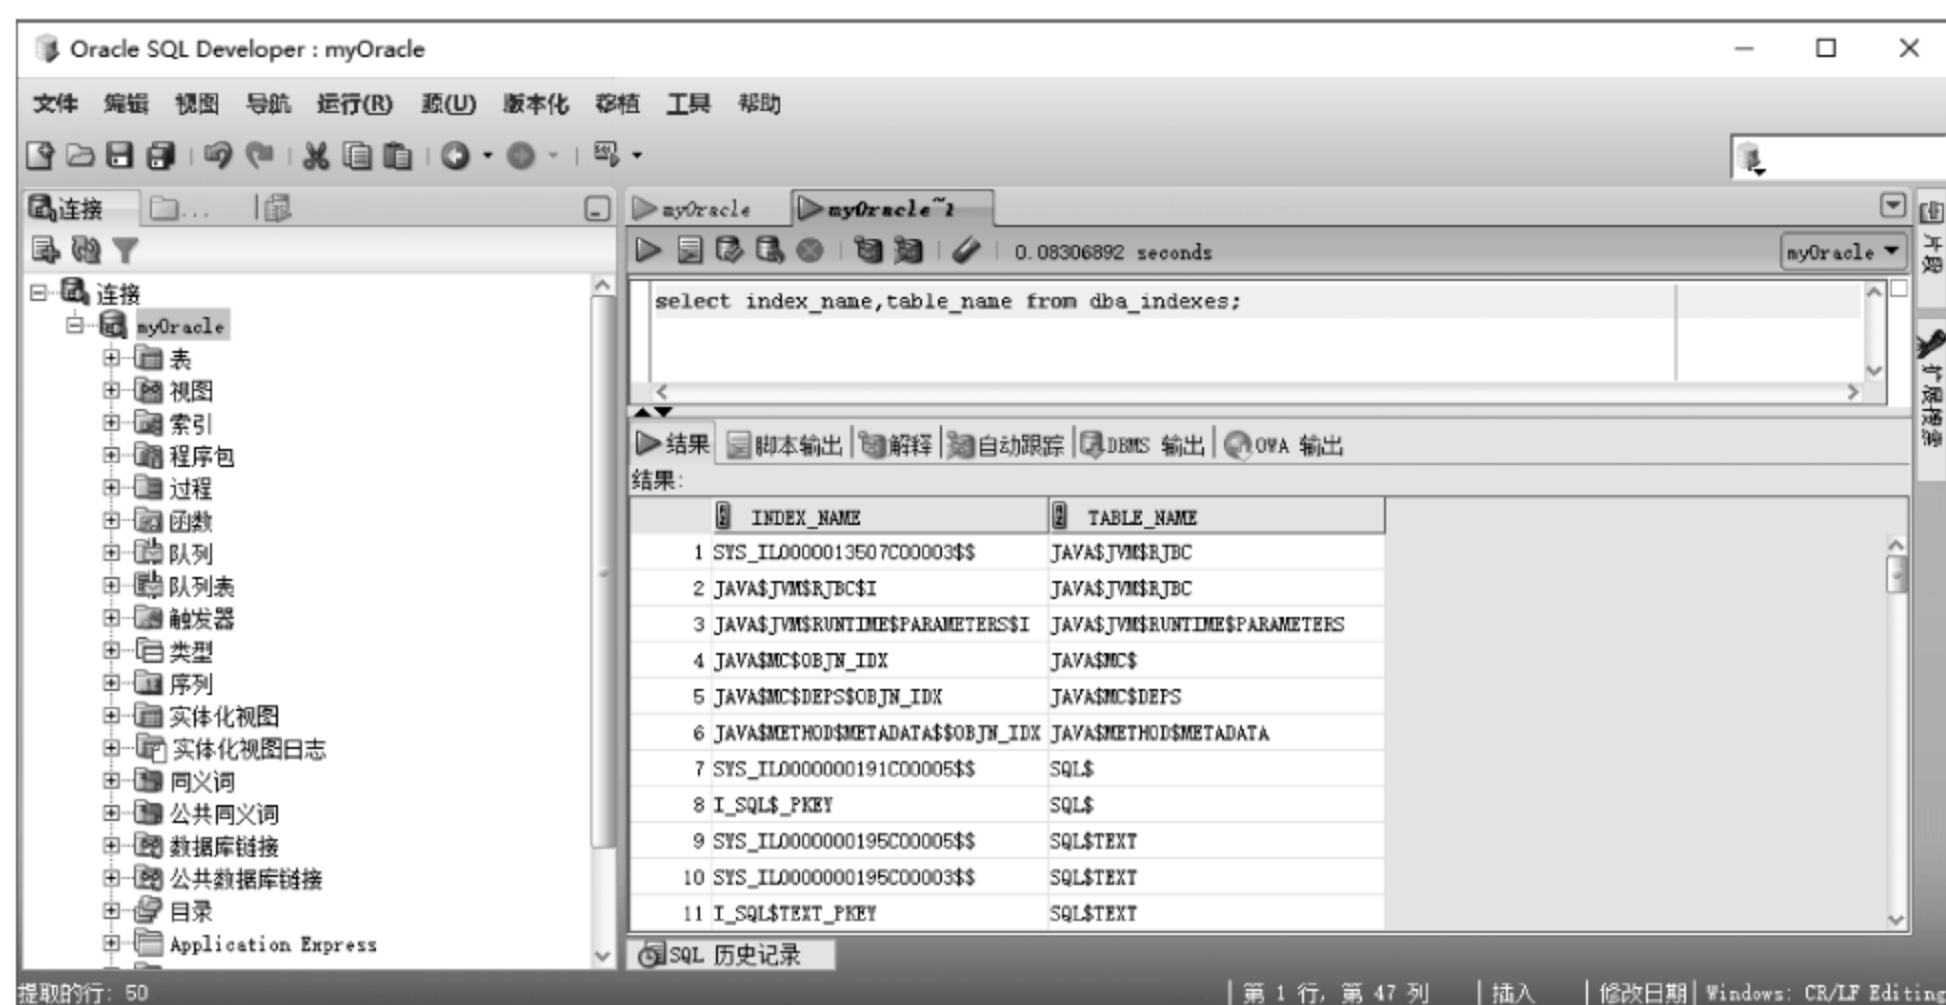 Oracle SQL Developer : myOracle
文件 编辑 视图 导航 运行(R) 源(U) 版本化 移植 工具 帮助
连接 ...
myOracle myOracle~1
0.08306892 seconds myOracle
片段
扩展搜索
连接
myOracle
表
视图
索引
程序包
过程
函数
队列
队列表
触发器
类型
序列
实体化视图
实体化视图日志
同义词
公共同义词
数据库链接
公共数据库链接
目录
Application Express
select index_name,table_name from dba_indexes;
结果 脚本输出 解释 自动跟踪 DBMS 输出 OWA 输出
结果:
INDEX_NAME TABLE_NAME
1 SYS_IL0000013507C00003$$ JAVA$JVM$RJBC
2 JAVA$JVM$RJBC$I JAVA$JVM$RJBC
3 JAVA$JVM$RUNTIME$PARAMETERS$I JAVA$JVM$RUNTIME$PARAMETERS
4 JAVA$MC$OBJN_IDX JAVA$MC$
5 JAVA$MC$DEPS$OBJN_IDX JAVA$MC$DEPS
6 JAVA$METHOD$METADATA$$OBJN_IDX JAVA$METHOD$METADATA
7 SYS_IL0000000191C00005$$ SQL$
8 I_SQL$_PKEY SQL$
9 SYS_IL0000000195C00005$$ SQL$TEXT
10 SYS_IL0000000195C00003$$ SQL$TEXT
11 I_SQL$TEXT_PKEY SQL$TEXT
SQL 历史记录
提取的行: 50 第 1 行, 第 47 列 插入 修改日期 Windows: CR/LF Editing